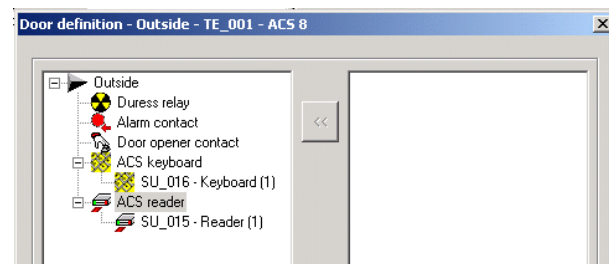 Door definition - Outside - TE_001 - ACS 8
Outside
Duress relay
Alarm contact
<<
Door opener contact
ACS keyboard
SU_016 - Keyboard (1)
ACS reader
SU_015 - Reader (1)